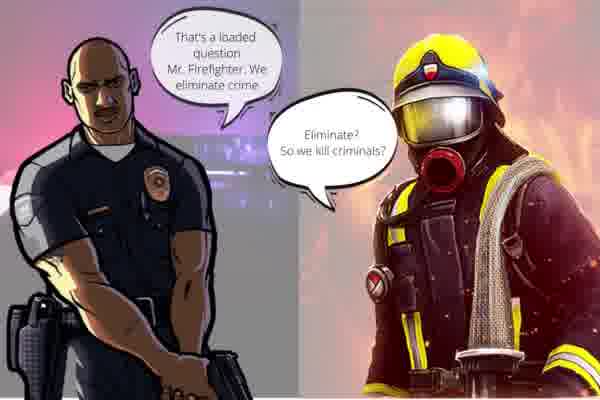 That's a loaded
question
Mr. Firefighter. We
eliminate crime
Eliminate?
So we kill criminals?